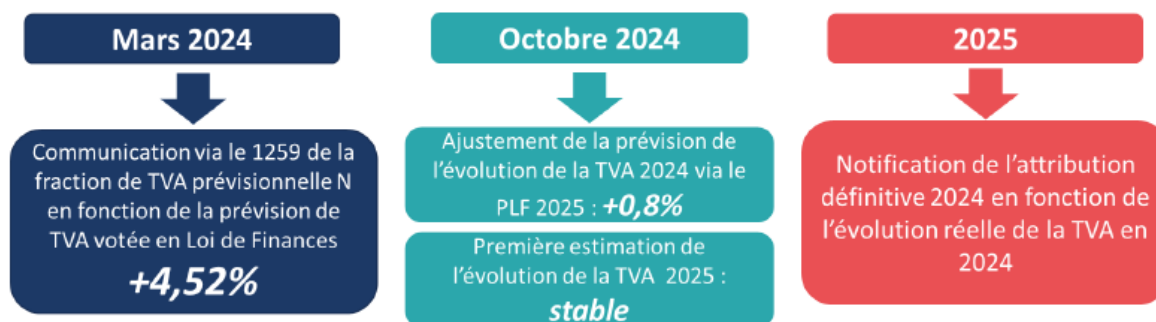 Mars 2024
Communication via le 1259 de la
fraction de TVA prévisionnelle N
en fonction de la prévision de
TVA votée en Loi de Finances
+4,52%
Octobre 2024
Ajustement de la prévision de
l'évolution de la TVA 2024 via le
PLF 2025 : +0,8%
Première estimation de
l'évolution de la TVA 2025 :
stable
2025
Notification de l'attribution
définitive 2024 en fonction de
l'évolution réelle de la TVA en
2024